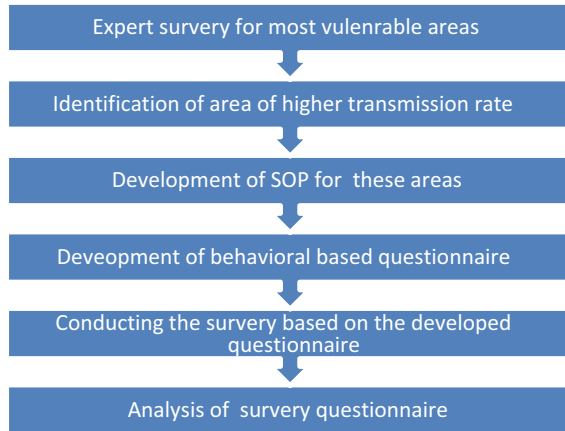 Expert survery for most vulenrable areas
Identification of area of higher transmission rate
Development of SOP for these areas
Deveopment of behavioral based questionnaire
Conducting the survery based on the developed
questionnaire
Analysis of survery questionnaire